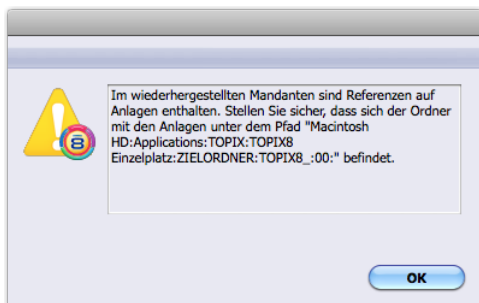 Im wiederhergestellten Mandanten sind Referenzen auf
Anlagen enthalten. Stellen Sie sicher, dass sich der Ordner
mit den Anlagen unter dem Pfad "Macintosh
HD:Applications:TOPIX:TOPIX8
Einzelplatz:ZIELORDNER:TOPIX8_:00:" befindet.
8
OK